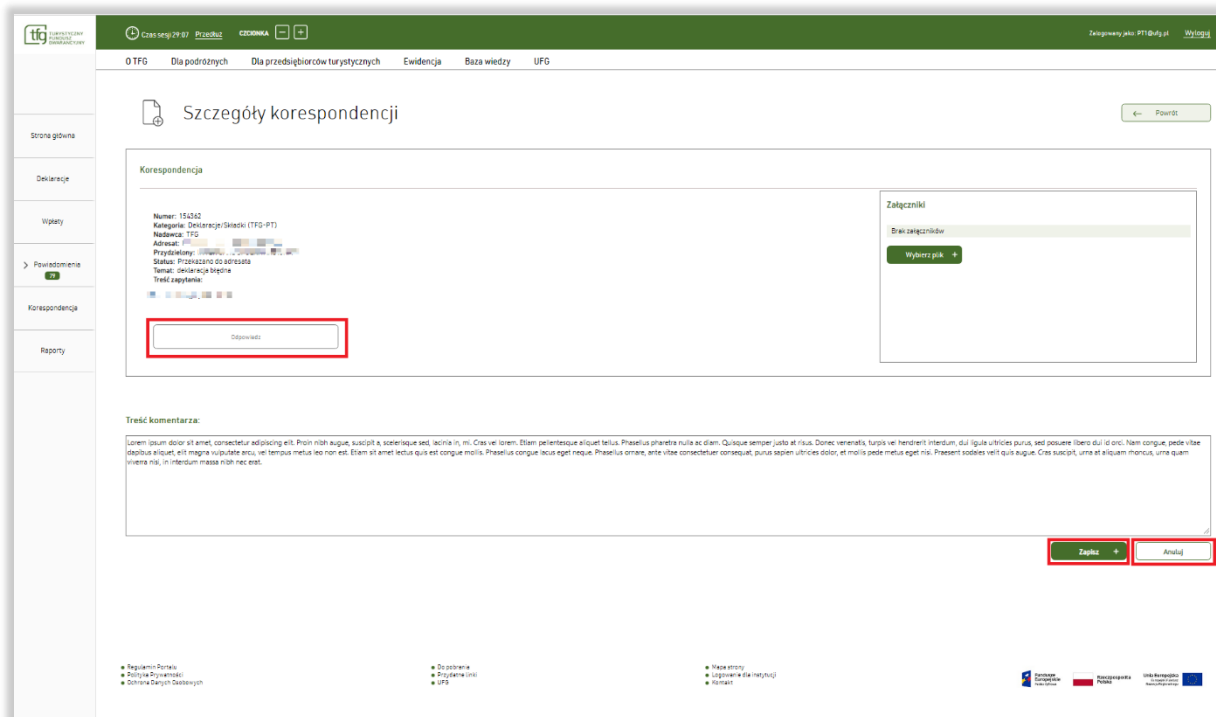 tfg TURYSTYCZNY
FUNDUSZ
GWARANCYJNY
Czas sesji 29:07 Przedłuż CZCIONKA − +
Zalogowany jako: PT1@ufg.pl Wyloguj
O TFG Dla podróżnych Dla przedsiębiorców turystycznych Ewidencja Baza wiedzy UFG
Szczegóły korespondencji
← Powrót
Strona główna
Deklaracje
Wpłaty
> Powiadomienia
79
Korespondencja
Raporty
Korespondencja
Numer: 154362
Kategoria: Deklaracje/Składki (TFG-PT)
Nadawca: TFG
Adresat:
Przydzielony:
Status: Przekazano do adresata
Temat: deklaracja błędna
Treść zapytania:
Odpowiedz
Załączniki
Brak załączników
Wybierz plik +
Treść komentarza:
Lorem ipsum dolor sit amet, consectetur adipiscing elit. Proin nibh augue, suscipit a, scelerisque sed, lacinia in, mi. Cras vel lorem. Etiam pellentesque aliquet tellus. Phasellus pharetra nulla ac diam. Quisque semper justo at risus. Donec venenatis, turpis vel hendrerit interdum, dui ligula ultricies purus, sed posuere libero dui id orci. Nam congue, pede vitae
dapibus aliquet, elit magna vulputate arcu, vel tempus metus leo non est. Etiam sit amet lectus quis est congue mollis. Phasellus congue lacus eget neque. Phasellus ornare, ante vitae consectetuer consequat, purus sapien ultricies dolor, et mollis pede metus eget nisi. Praesent sodales velit quis augue. Cras suscipit, urna at aliquam rhoncus, urna quam
viverra nisi, in interdum massa nibh nec erat.
Zapisz +
Anuluj
Regulamin Portalu
Polityka Prywatności
Ochrona Danych Osobowych
Do pobrania
Przydatne linki
UFG
Mapa strony
Logowanie dla instytucji
Kontakt
Fundusze
Europejskie
Rzeczpospolita
Polska
Unia Europejska